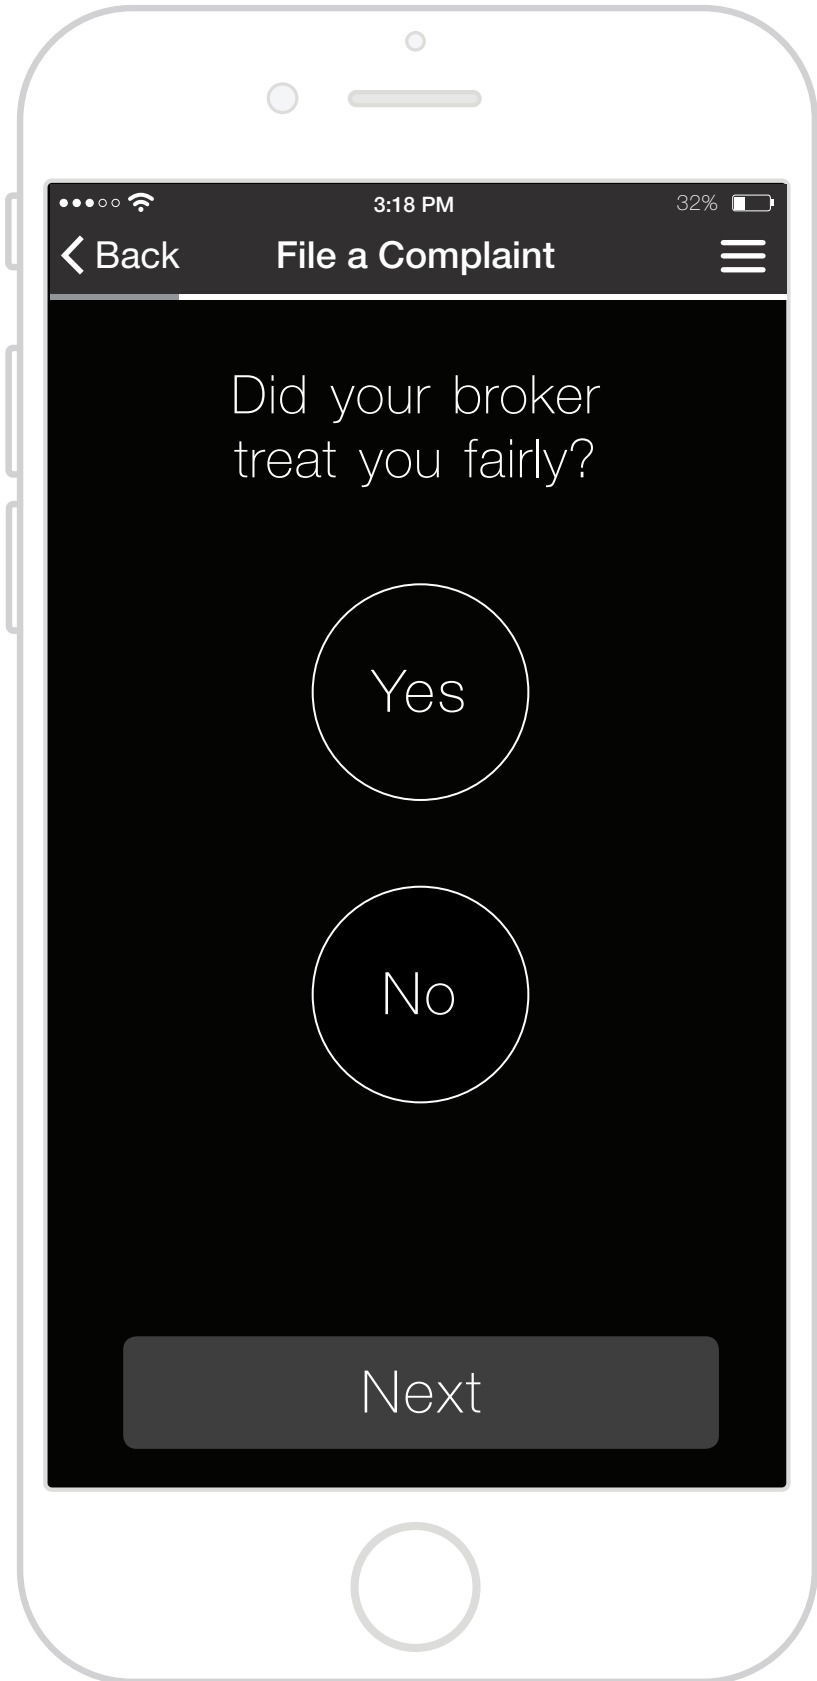 3:18 PM 32%
Back File a Complaint
Did your broker
treat you fairly?
Yes
No
Next